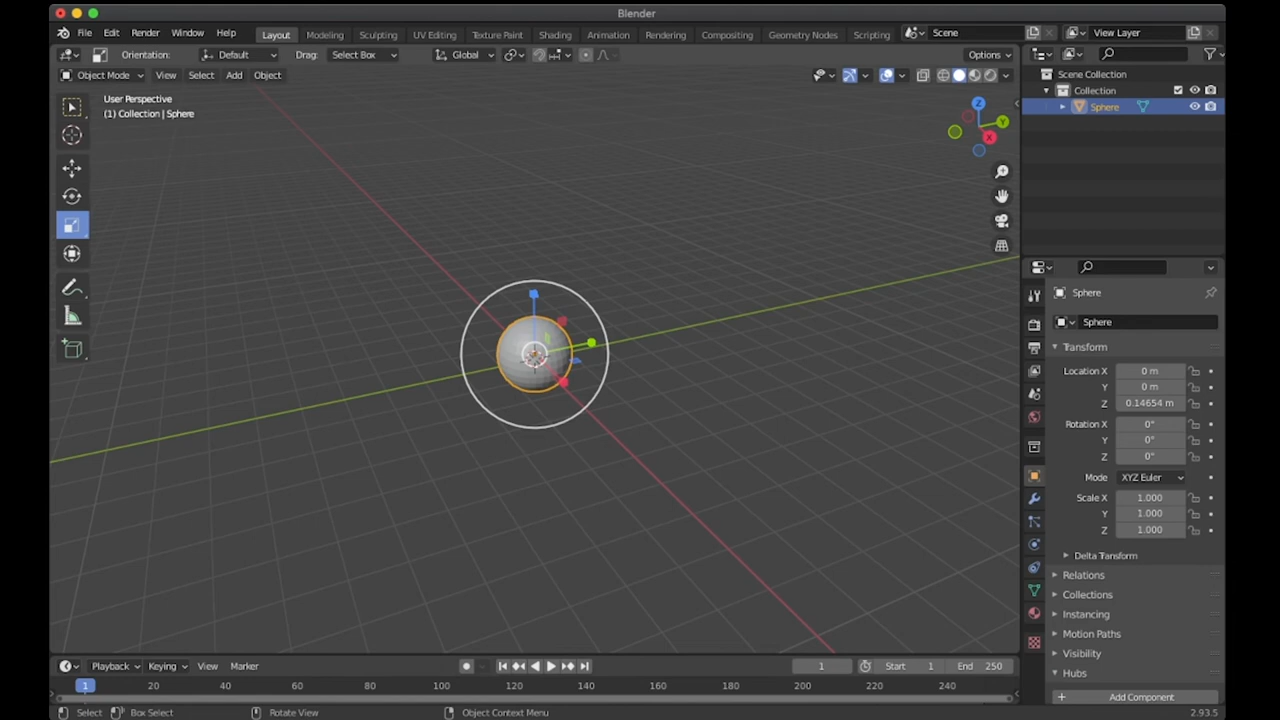 Blender
File Edit Render Window Help Layout Modeling Sculpting UV Editing Texture Paint Shading Animation Rendering Compositing Geometry Nodes Scripting Scene View Layer
Orientation: Default Drag: Select Box Global Options
Object Mode View Select Add Object
User Perspective
(1) Collection | Sphere
Z
Y
X
Scene Collection
Collection
Sphere
Sphere
Sphere
Transform
Location X 0 m
Y 0 m
Z 0.14654 m
Rotation X 0°
Y 0°
Z 0°
Mode XYZ Euler
Scale X 1.000
Y 1.000
Z 1.000
Delta Transform
Relations
Collections
Instancing
Motion Paths
Visibility
Hubs
Add Component
Playback Keying View Marker 1 Start 1 End 250
1 20 40 60 80 100 120 140 160 180 200 220 240
Select Box Select Rotate View Object Context Menu 2.93.5